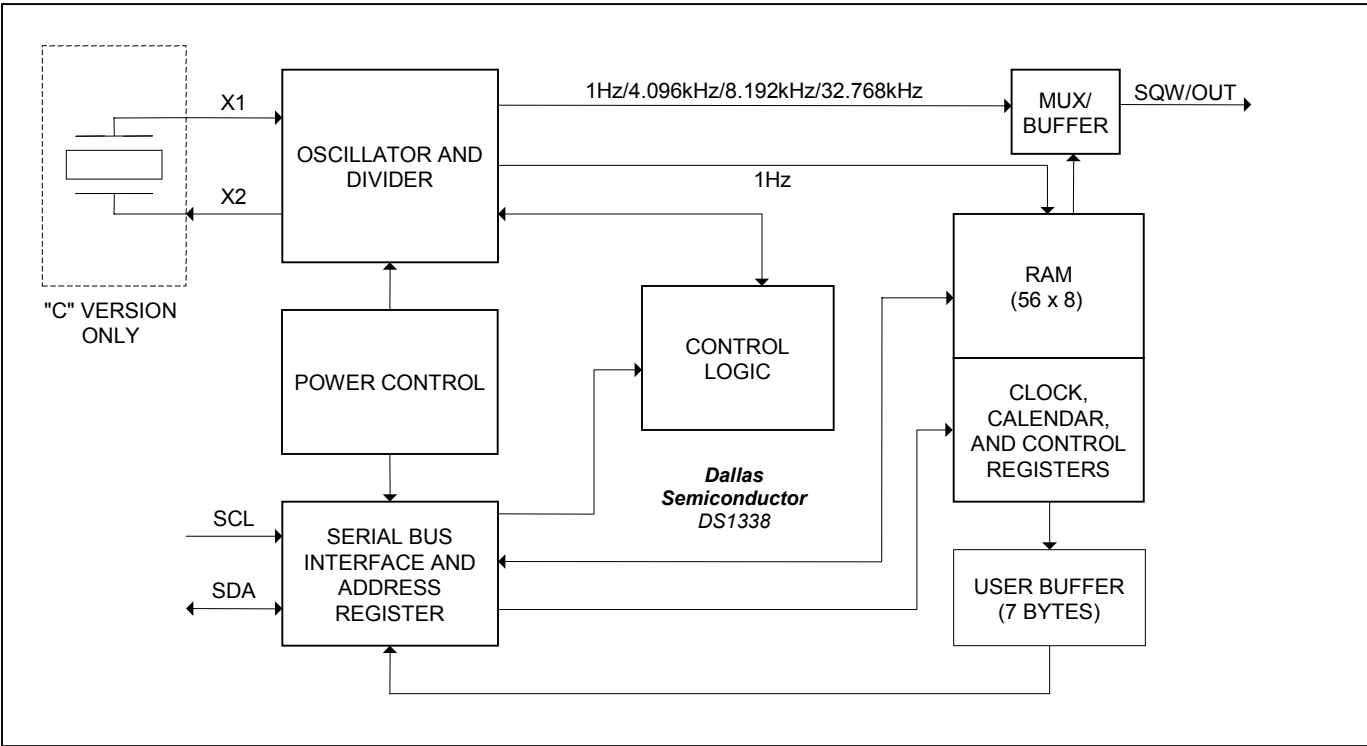 X1
X2
"C" VERSION
ONLY
OSCILLATOR AND
DIVIDER
1Hz/4.096kHz/8.192kHz/32.768kHz
MUX/
BUFFER
SQW/OUT
1Hz
RAM
(56 x 8)
POWER CONTROL
CONTROL
LOGIC
CLOCK,
CALENDAR,
AND CONTROL
REGISTERS
Dallas
Semiconductor
DS1338
SCL
SDA
SERIAL BUS
INTERFACE AND
ADDRESS
REGISTER
USER BUFFER
(7 BYTES)